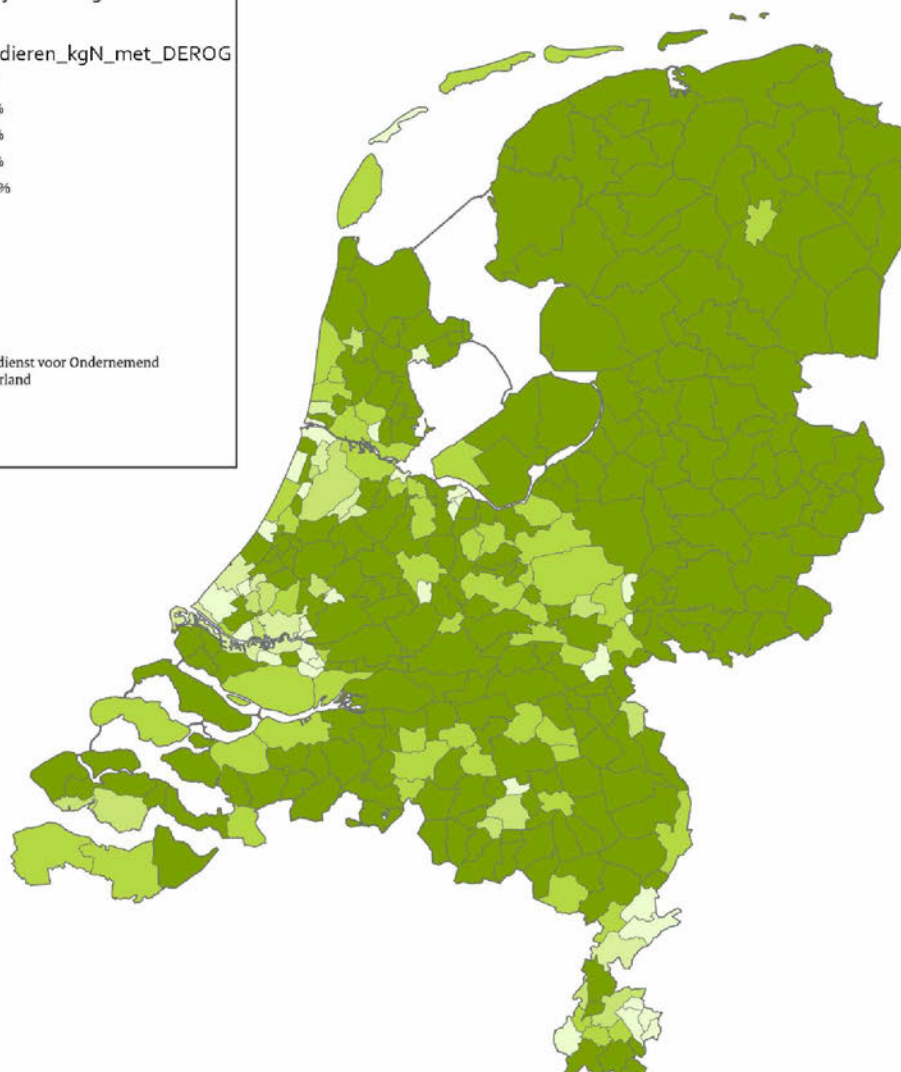 dieren_kgN_met_DEROG
%
%
%
%
dienst voor Ondernemend
rland